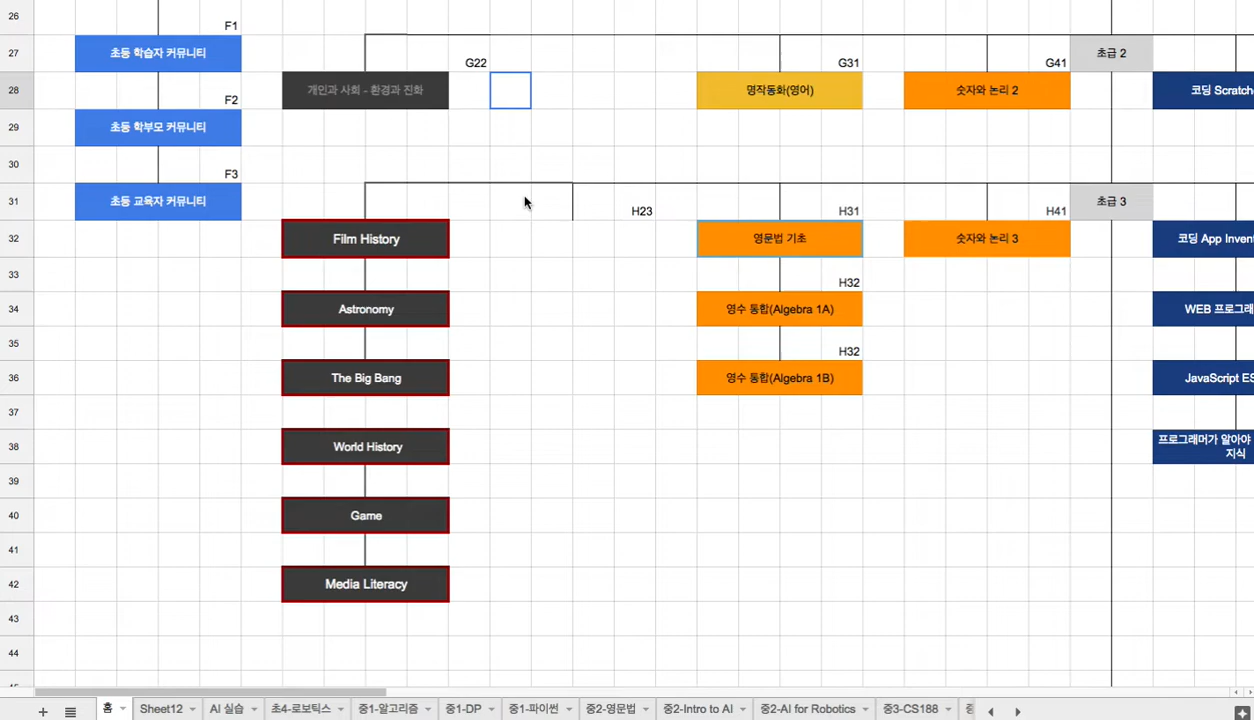 26
F1
27
초등 학습자 커뮤니티
초급 2
G22
G31
G41
28
개인과 사회 - 환경과 진화
명작동화(영어)
숫자와 논리 2
코딩 Scratch
F2
29
초등 학부모 커뮤니티
30
F3
31
초등 교육자 커뮤니티
초급 3
H23
H31
H41
32
Film History
영문법 기초
숫자와 논리 3
코딩 App Invent
33
H32
34
Astronomy
영수 통합(Algebra 1A)
WEB 프로그래
35
H32
36
The Big Bang
영수 통합(Algebra 1B)
JavaScript ES
37
38
World History
프로그래머가 알아야
지식
39
40
Game
41
42
Media Literacy
43
44
홈
Sheet12
AI 실습
초4-로보틱스
중1-알고리즘
중1-DP
중1-파이썬
중2-영문법
중2-Intro to AI
중2-AI for Robotics
중3-CS188